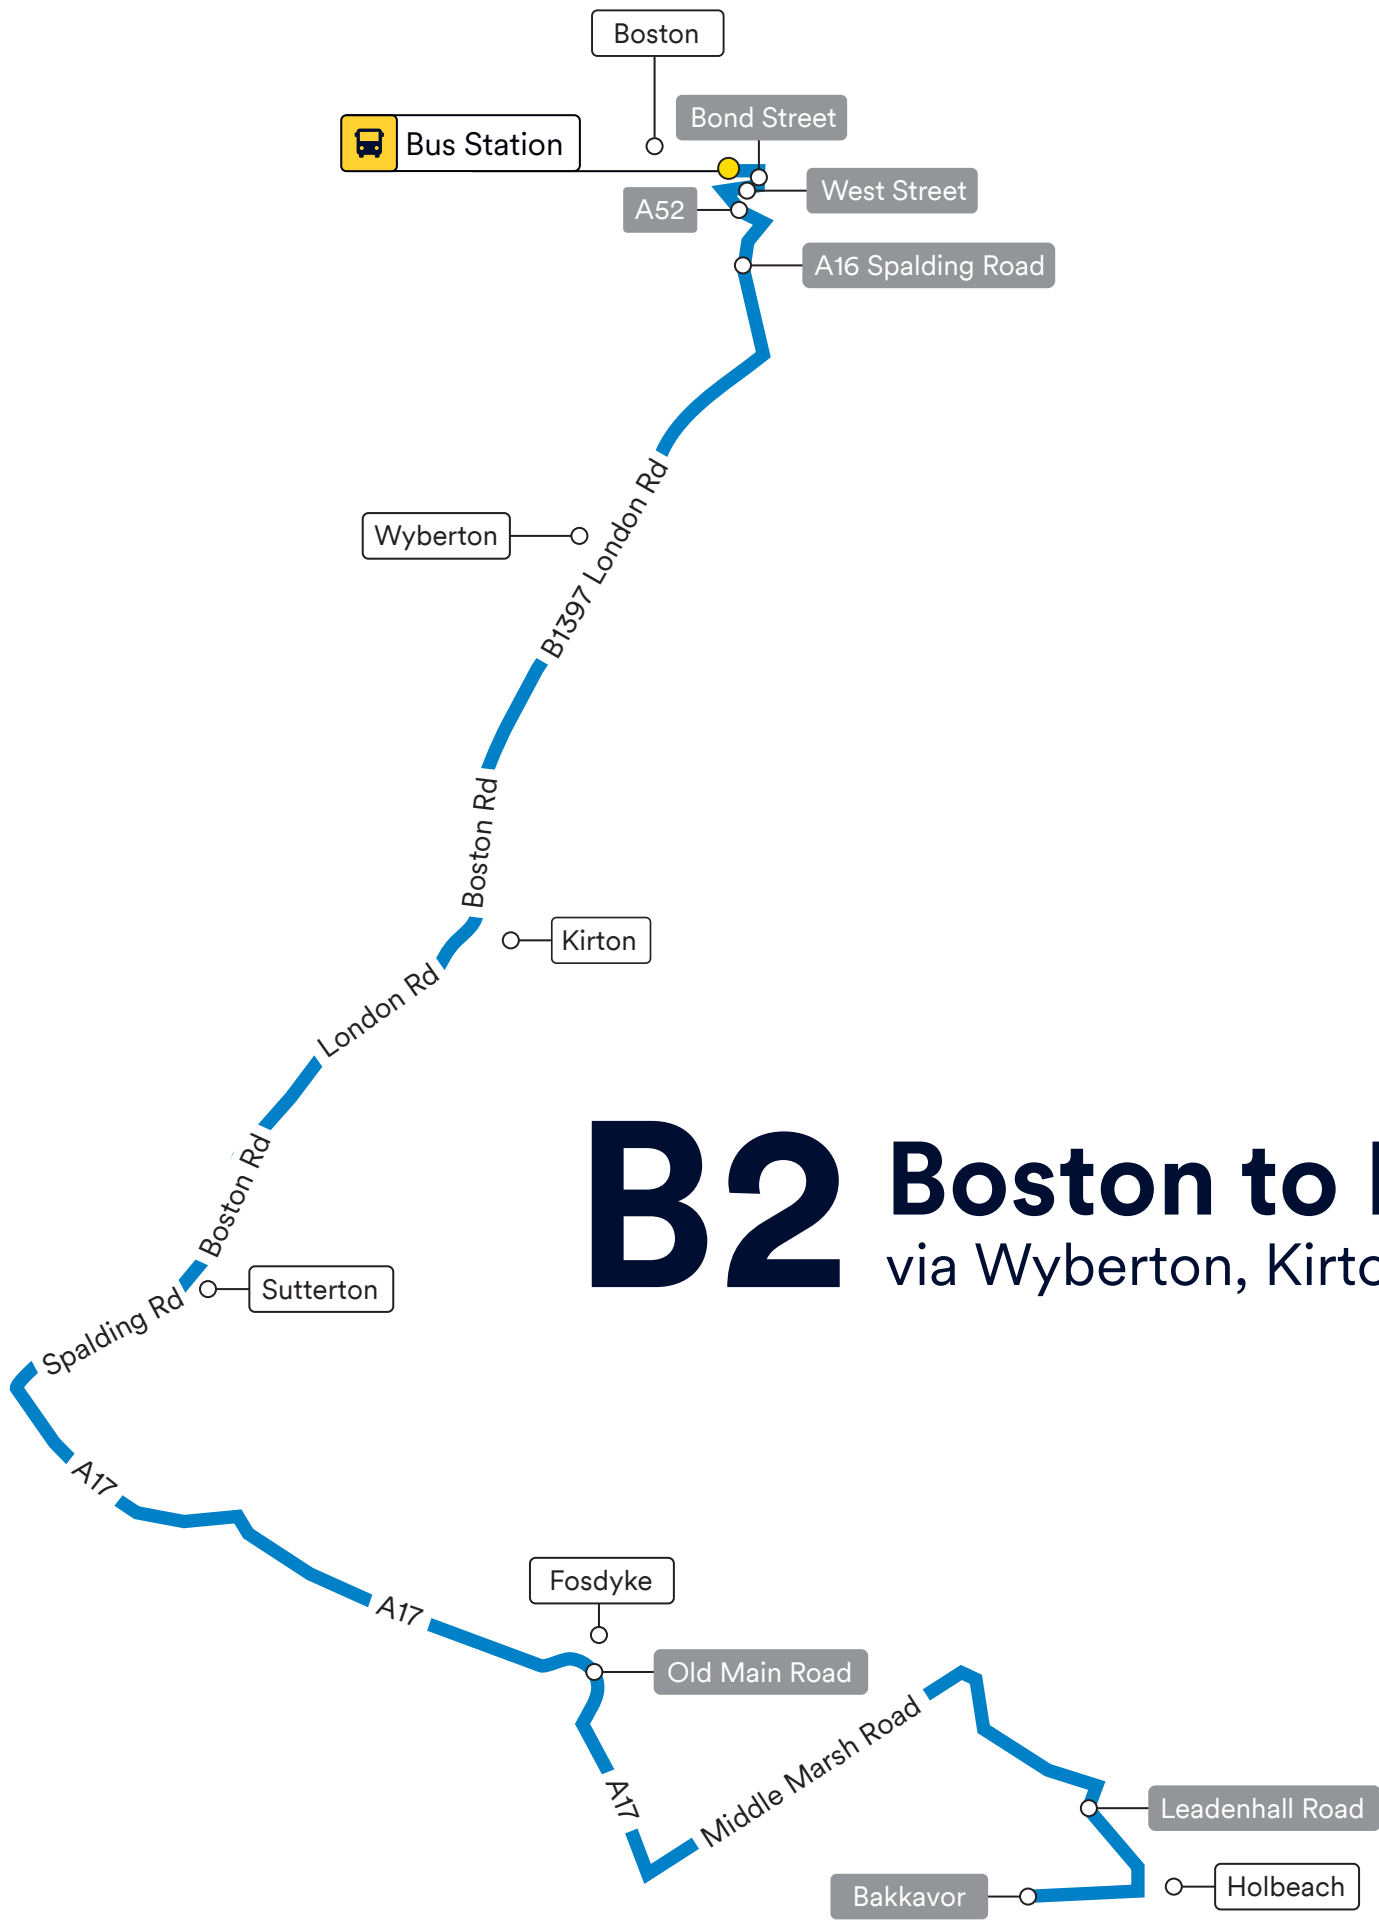 Boston
Bond Street
Bus Station
West Street
A52
A16 Spalding Road
B1397 London Rd
Wyberton
Boston Rd
Kirton
London Rd
Boston Rd
B2 Boston to
via Wyberton, Kirto
Sutterton
Spalding Rd
A17
Fosdyke
A17
Old Main Road
Middle Marsh Road
A17
Leadenhall Road
Holbeach
Bakkavor